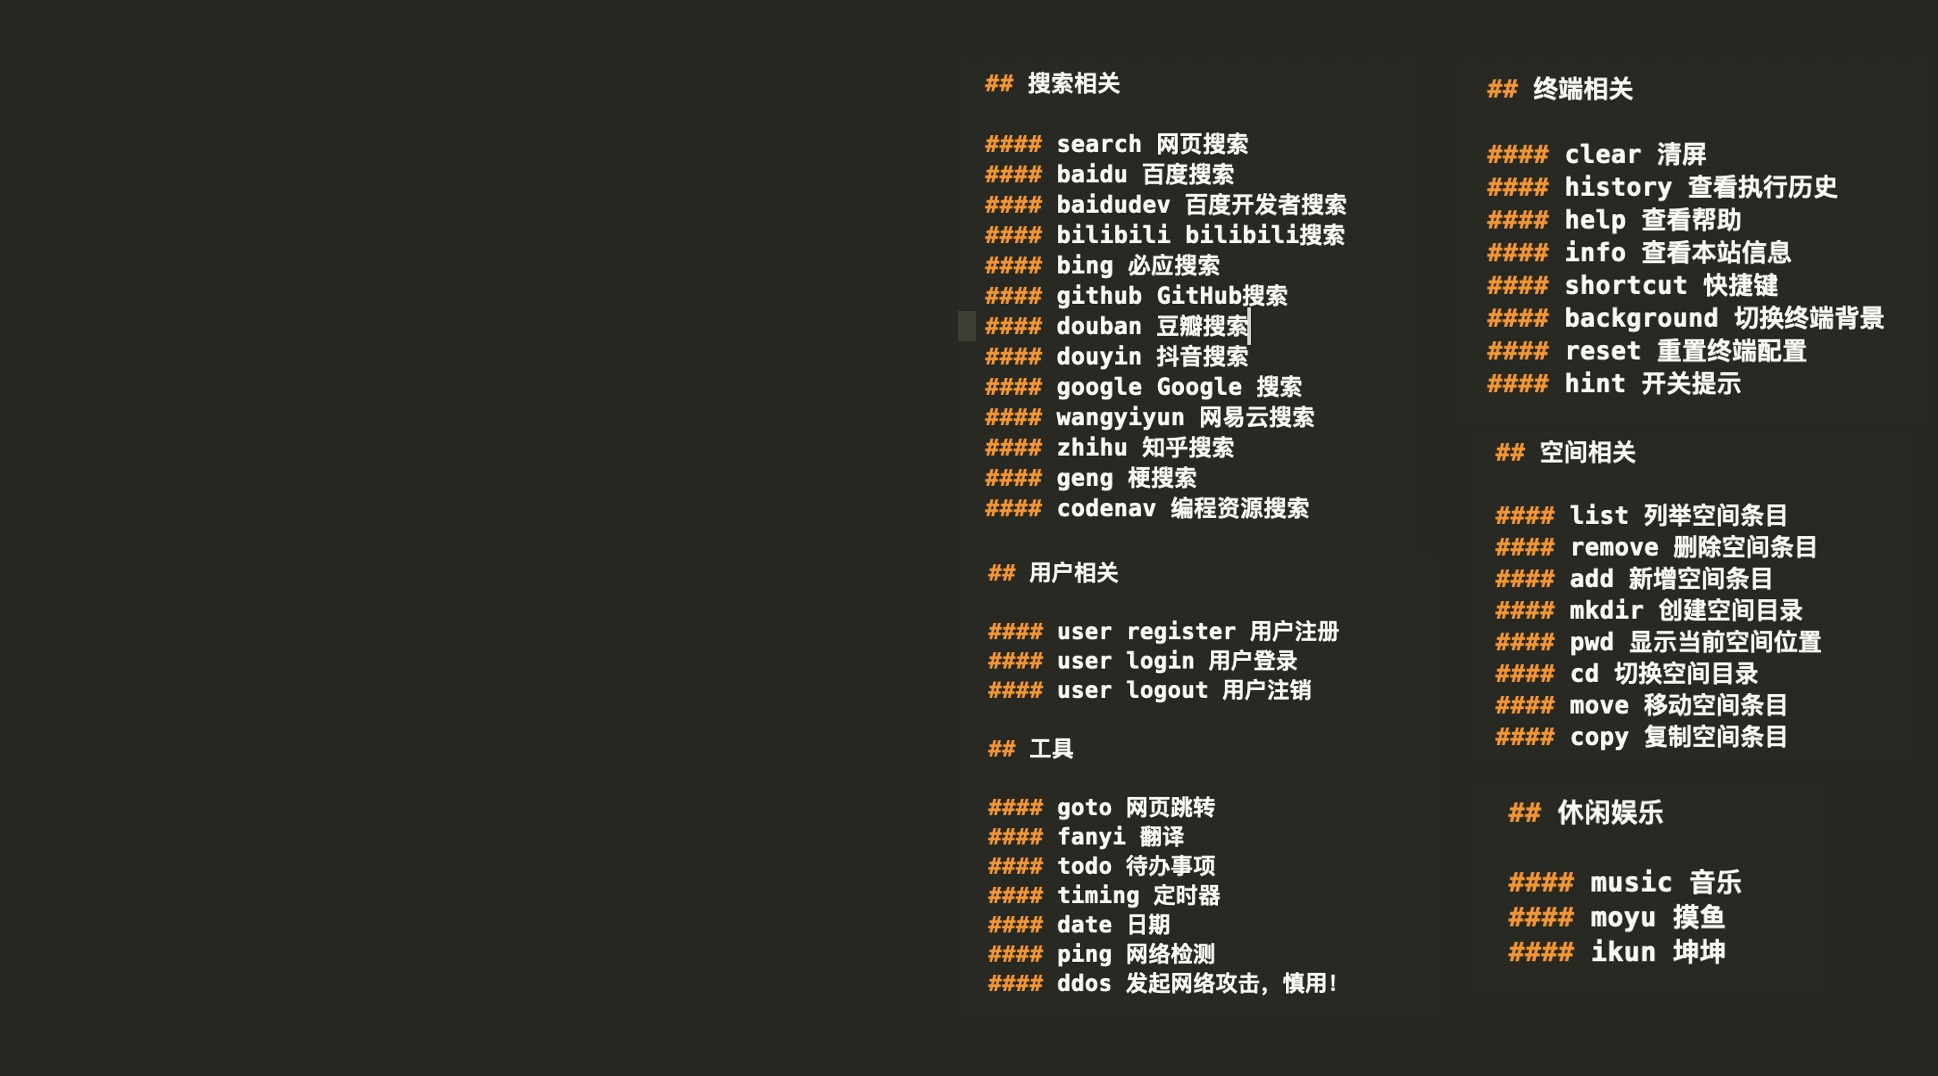 ## 搜索相关
#### search 网页搜索
#### baidu 百度搜索
#### baidudev 百度开发者搜索
#### bilibili bilibili搜索
#### bing 必应搜索
#### github GitHub搜索
#### douban 豆瓣搜索
#### douyin 抖音搜索
#### google Google 搜索
#### wangyiyun 网易云搜索
#### zhihu 知乎搜索
#### geng 梗搜索
#### codenav 编程资源搜索
## 用户相关
#### user register 用户注册
#### user login 用户登录
#### user logout 用户注销
## 工具
#### goto 网页跳转
#### fanyi 翻译
#### todo 待办事项
#### timing 定时器
#### date 日期
#### ping 网络检测
#### ddos 发起网络攻击，慎用！
## 终端相关
#### clear 清屏
#### history 查看执行历史
#### help 查看帮助
#### info 查看本站信息
#### shortcut 快捷键
#### background 切换终端背景
#### reset 重置终端配置
#### hint 开关提示
## 空间相关
#### list 列举空间条目
#### remove 删除空间条目
#### add 新增空间条目
#### mkdir 创建空间目录
#### pwd 显示当前空间位置
#### cd 切换空间目录
#### move 移动空间条目
#### copy 复制空间条目
## 休闲娱乐
#### music 音乐
#### moyu 摸鱼
#### ikun 坤坤